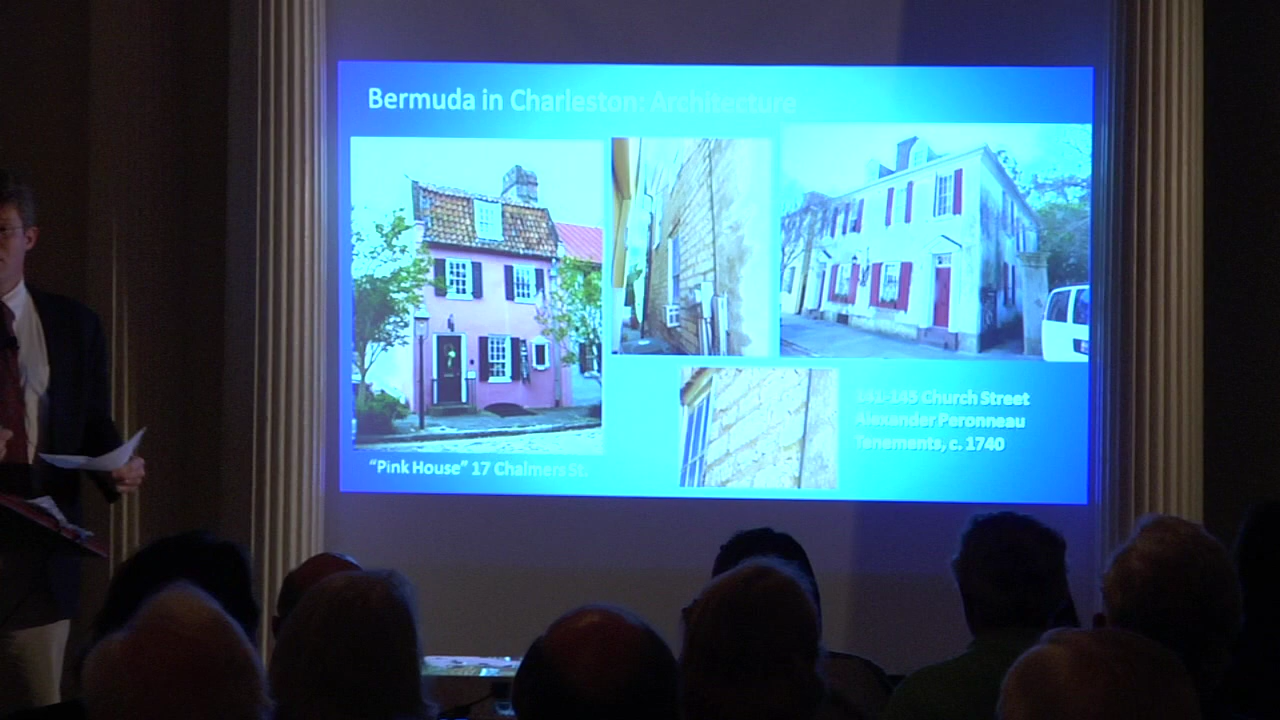 Bermuda in Charleston: Architecture
"Pink House" 17 Chalmers St.
141-143 Church Street
Alexander Peronneau
Tenements, c. 1740